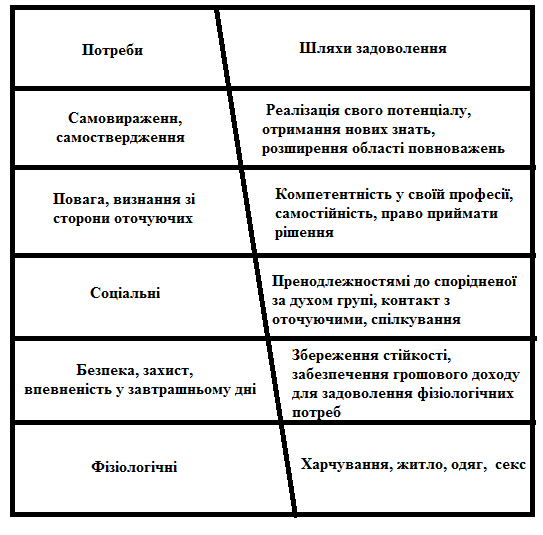 Потреби
Шляхи задоволення
Самовираженн,
самоствердження
Реалізація свого потенціалу,
отримання нових знать,
розширення області повноважень
Повага, визнання зі
сторони оточуючих
Компетентність у своїй професії,
самостійність, право приймати
рішення
Соціальні
Пренодлежностямі до спорідненої
за духом групі, контакт з
оточуючими, спілкування
Безпека, захист,
впевненість у завтрашньому дні
Збереження стійкості,
забезпечення грошового доходу
для задоволення фізіологічних
потреб
Фізіологічні
Харчування, житло, одяг, секс